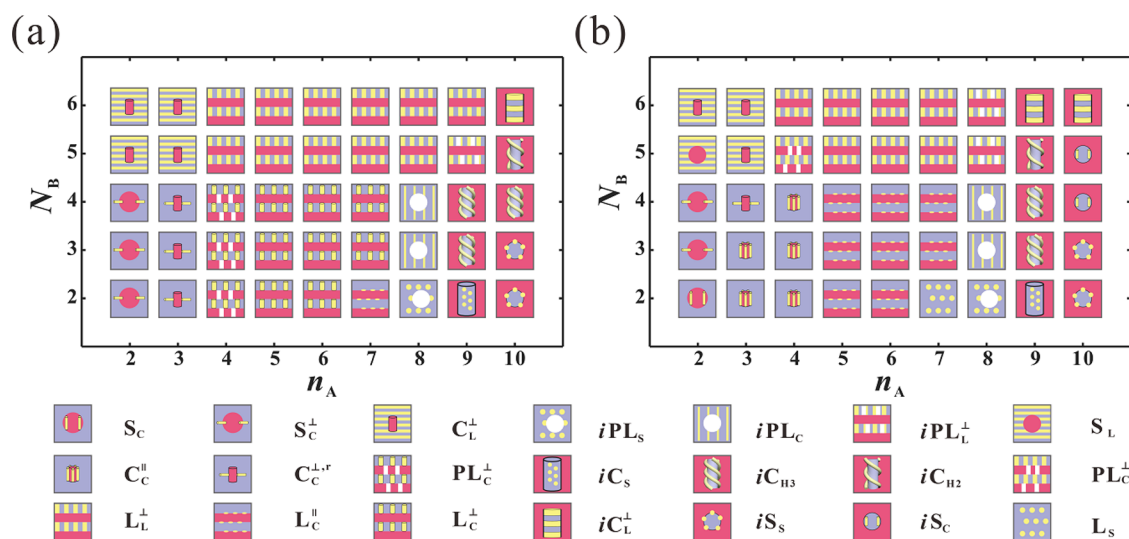 (a) (b)
6 6
5 5
N_B 4 N_B 4
3 3
2 2
2 3 4 5 6 7 8 9 10 2 3 4 5 6 7 8 9 10
n_A n_A
S_C S_C^⊥ C_L^⊥ iPL_S iPL_C iPL_L^⊥ S_L
C_C^∥ C_C^{⊥,r} PL_C^⊥ iC_S iC_H3 iC_H2 PL_C^⊥
L_L^⊥ L_C^∥ L_C^⊥ iC_L^⊥ iS_S iS_C L_S